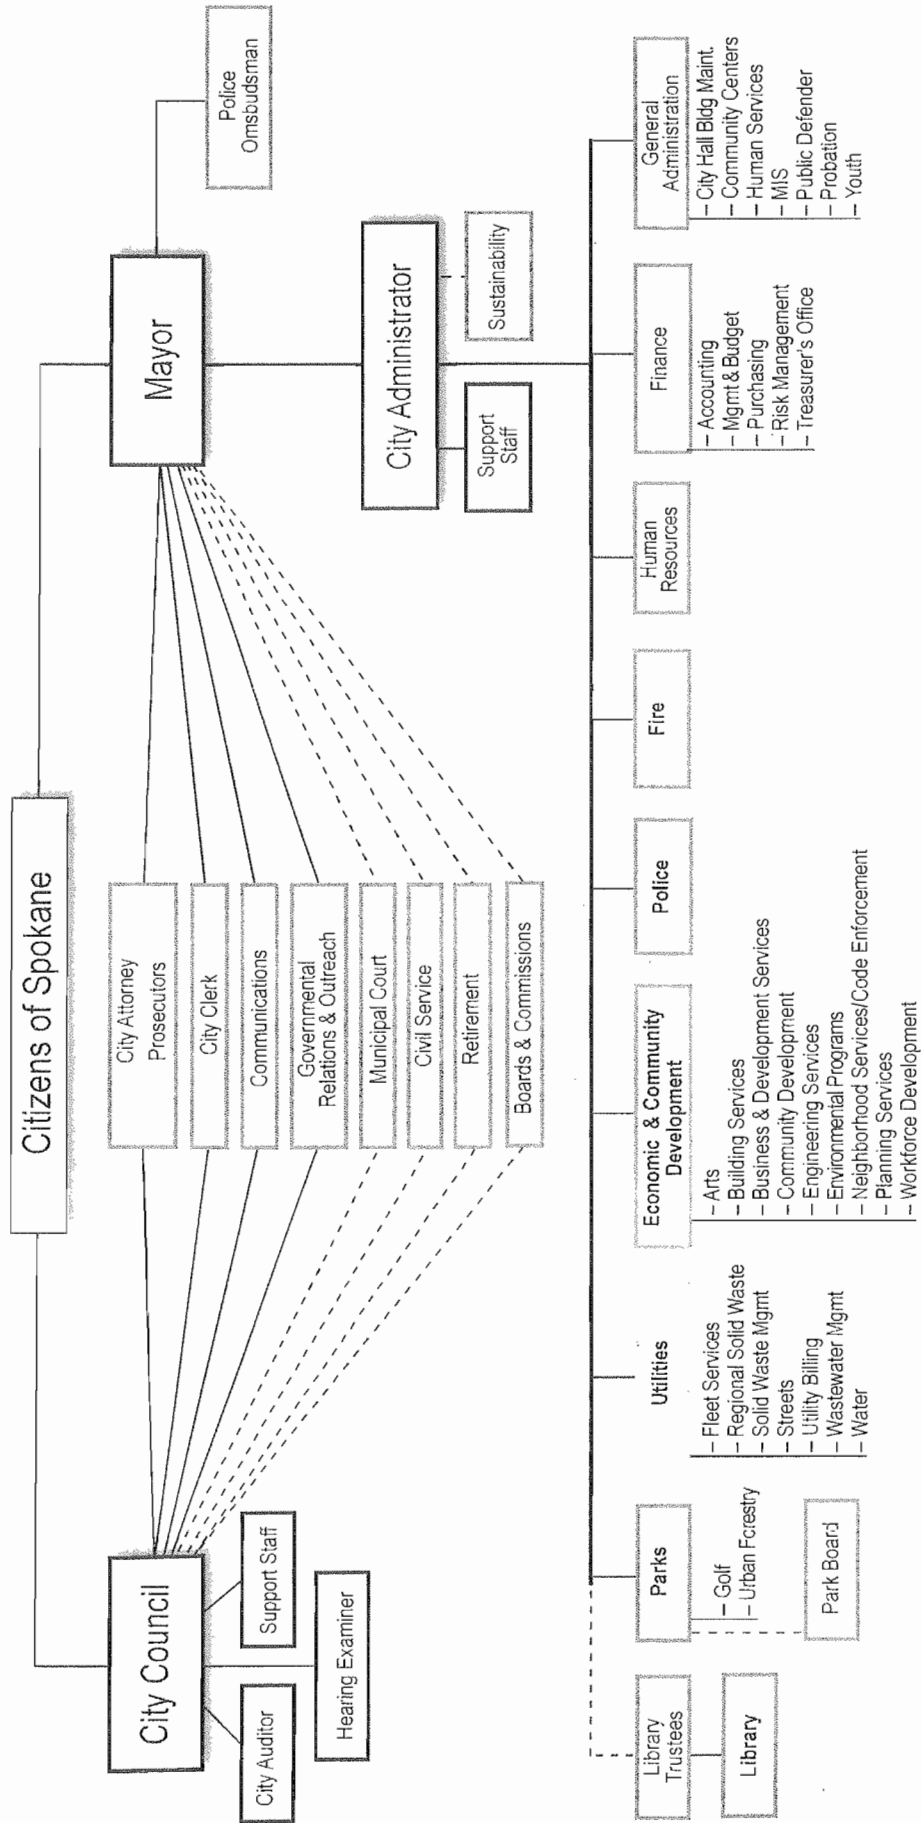 Citizens of Spokane
City Council
Mayor
City Auditor
Support Staff
Hearing Examiner
City Attorney
Prosecutors
City Clerk
Communications
Governmental
Relations & Outreach
Municipal Court
Civil Service
Retirement
Boards & Commissions
Police
Omsbudsman
City Administrator
Support
Staff
Sustainability
Library
Trustees
Library
Parks
– Golf
– Urban Forestry
Park Board
Utilities
– Fleet Services
– Regional Solid Waste
– Solid Waste Mgmt
– Streets
– Utility Billing
– Wastewater Mgmt
– Water
Economic & Community
Development
– Arts
– Building Services
– Business & Development Services
– Community Development
– Engineering Services
– Environmental Programs
– Neighborhood Services/Code Enforcement
– Planning Services
– Workforce Development
Police
Fire
Human
Resources
Finance
– Accounting
– Mgmt & Budget
– Purchasing
– Risk Management
– Treasurer's Office
General
Administration
– City Hall Bldg Maint.
– Community Centers
– Human Services
– MIS
– Public Defender
– Probation
– Youth